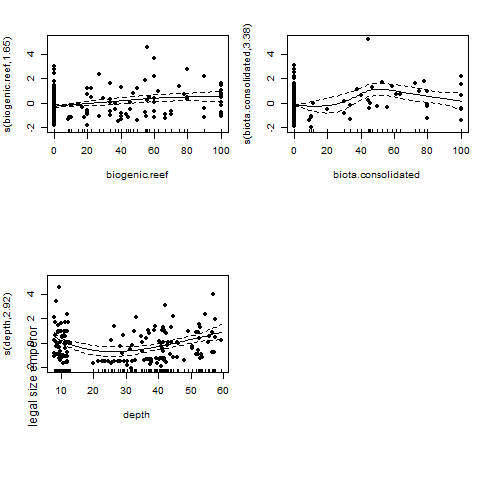 s(biogenic.reef,1.65)
4
2
0
-2
0 20 40 60 80 100
biogenic.reef
s(biota.consolidated,3.38)
4
2
0
-2
0 20 40 60 80 100
biota.consolidated
s(depth,2.92)
legal size emperor
4
2
0
-2
10 20 30 40 50 60
depth